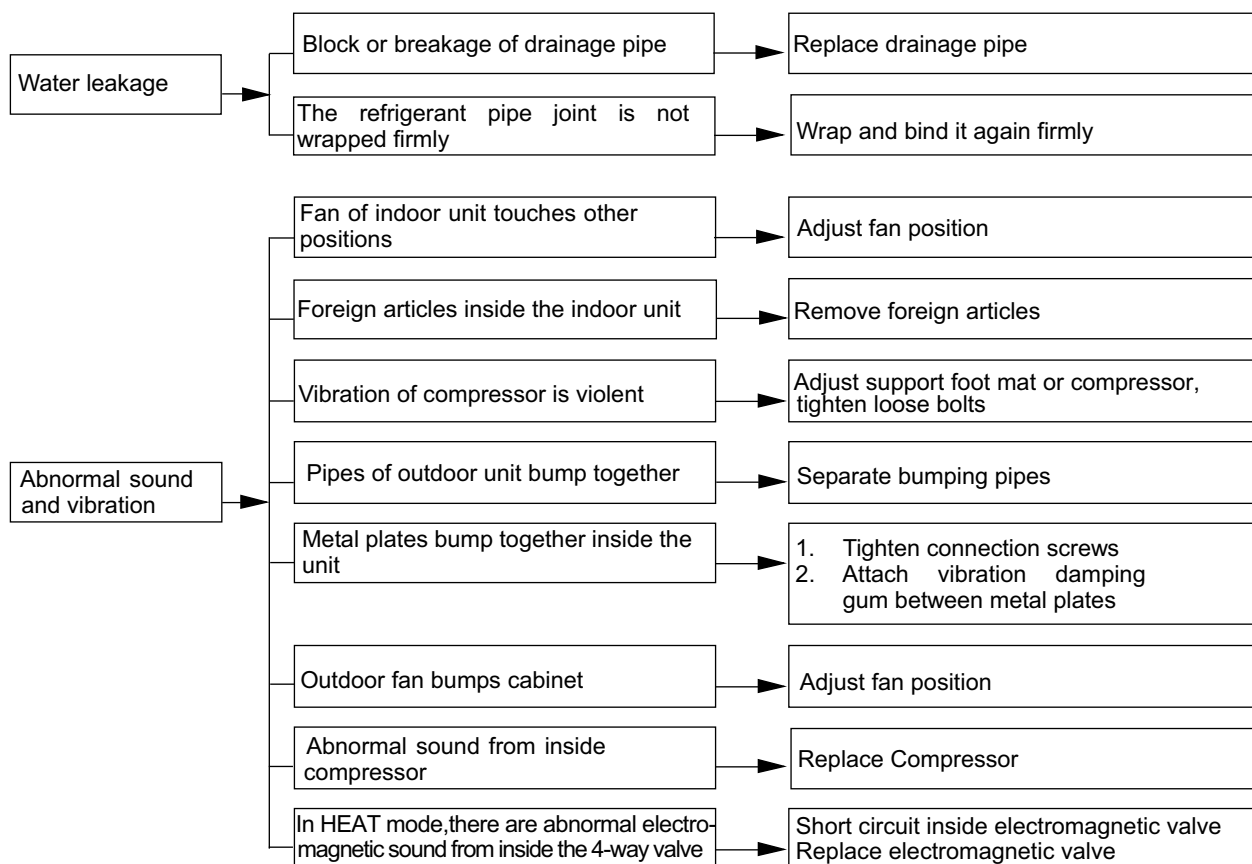 Water leakage
Block or breakage of drainage pipe
Replace drainage pipe
The refrigerant pipe joint is not
wrapped firmly
Wrap and bind it again firmly
Abnormal sound
and vibration
Fan of indoor unit touches other
positions
Adjust fan position
Foreign articles inside the indoor unit
Remove foreign articles
Vibration of compressor is violent
Adjust support foot mat or compressor,
tighten loose bolts
Pipes of outdoor unit bump together
Separate bumping pipes
Metal plates bump together inside the
unit
1. Tighten connection screws
2. Attach vibration damping
gum between metal plates
Outdoor fan bumps cabinet
Adjust fan position
Abnormal sound from inside
compressor
Replace Compressor
In HEAT mode,there are abnormal electro-
magnetic sound from inside the 4-way valve
Short circuit inside electromagnetic valve
Replace electromagnetic valve